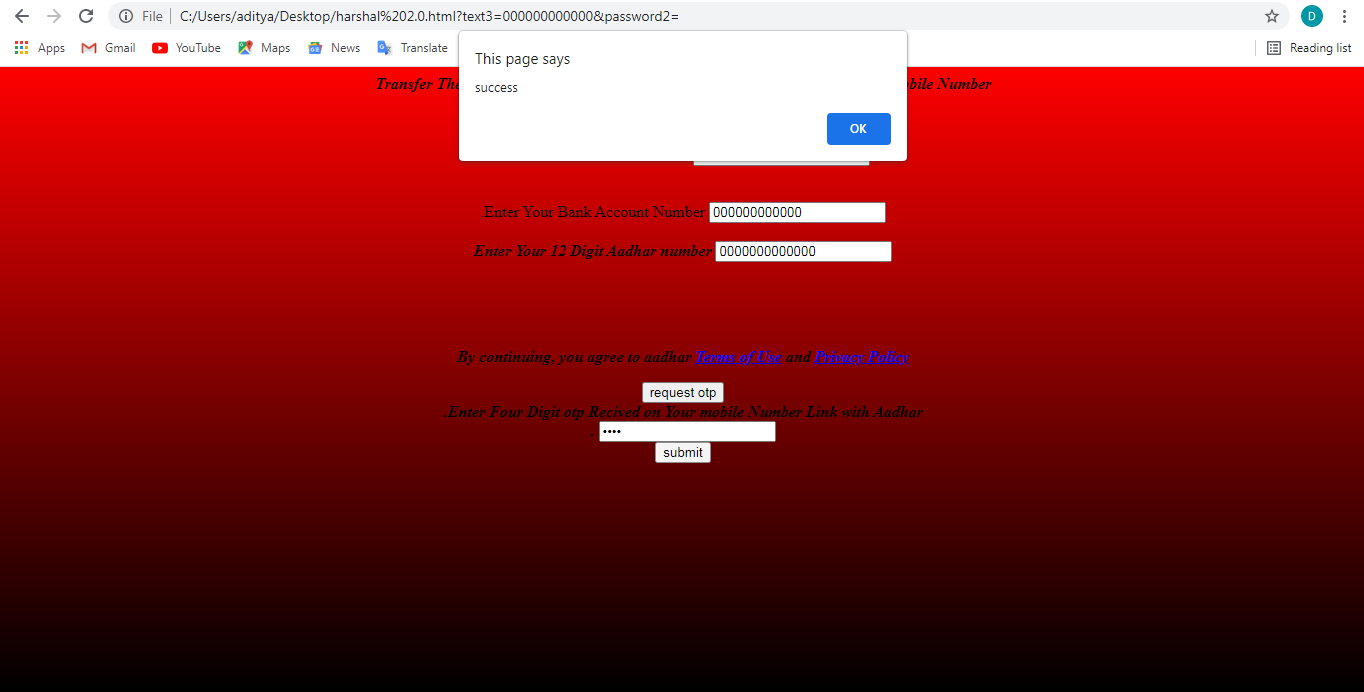 File C:/Users/aditya/Desktop/harshal%202.0.html?text3=000000000000&password2= D
Apps Gmail YouTube Maps News Translate Reading list
This page says
success
OK
Transfer The
Mobile Number
.Enter Your Bank Account Number 000000000000
Enter Your 12 Digit Aadhar number 0000000000000
By continuing, you agree to aadhar Terms of Use and Privacy Policy
request otp
.Enter Four Digit otp Recived on Your mobile Number Link with Aadhar
. ••••
submit